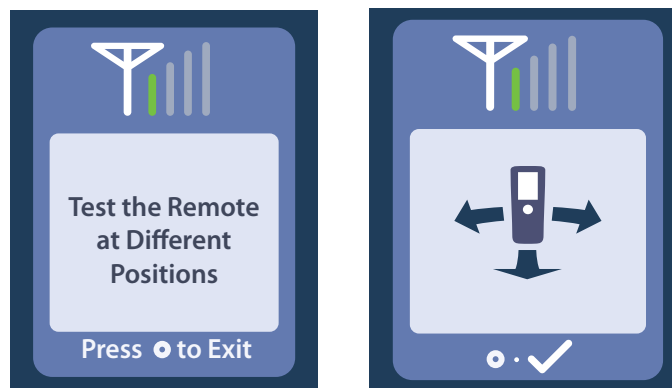 Test the Remote
at Different
Positions
Press to Exit